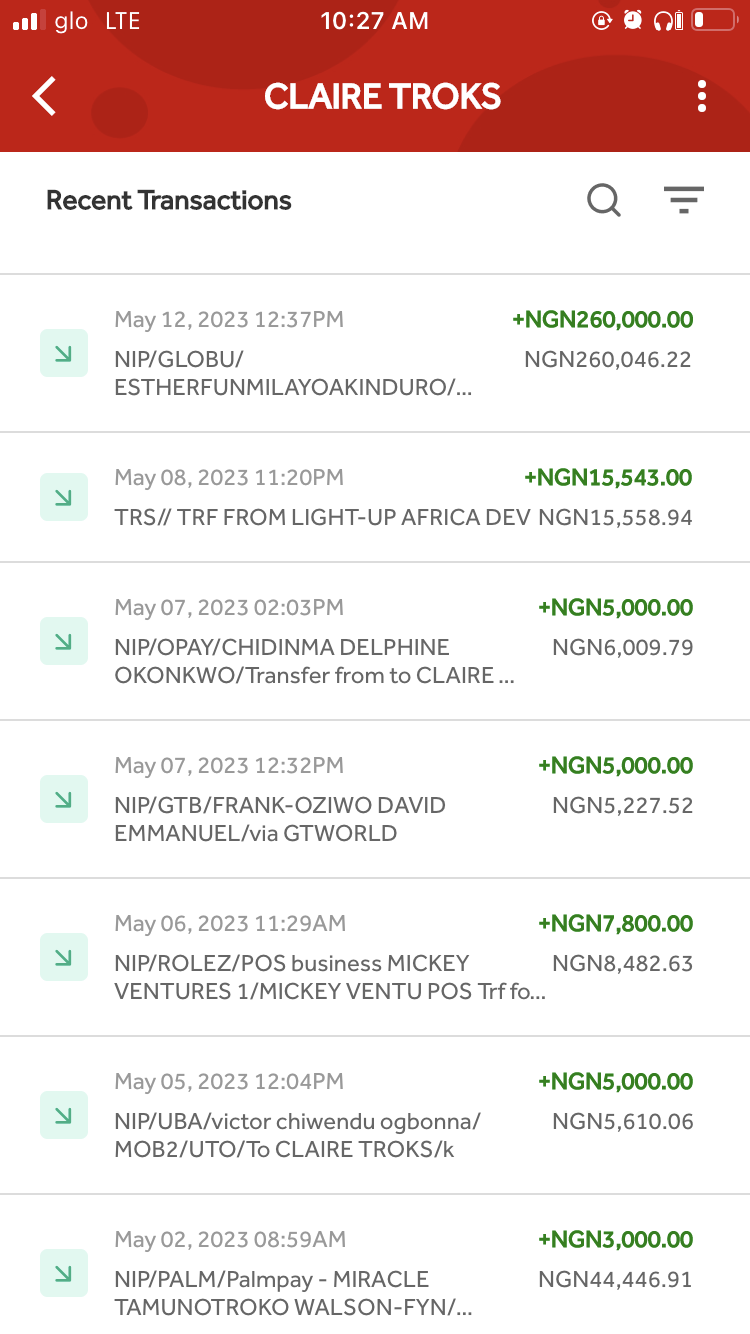 glo LTE 10:27 AM
CLAIRE TROKS
Recent Transactions
May 12, 2023 12:37PM +NGN260,000.00
NIP/GLOBU/ NGN260,046.22
ESTHERFUNMILAYOAKINDURO/...
May 08, 2023 11:20PM +NGN15,543.00
TRS// TRF FROM LIGHT-UP AFRICA DEV NGN15,558.94
May 07, 2023 02:03PM +NGN5,000.00
NIP/OPAY/CHIDINMA DELPHINE NGN6,009.79
OKONKWO/Transfer from to CLAIRE ...
May 07, 2023 12:32PM +NGN5,000.00
NIP/GTB/FRANK-OZIWO DAVID NGN5,227.52
EMMANUEL/via GTWORLD
May 06, 2023 11:29AM +NGN7,800.00
NIP/ROLEZ/POS business MICKEY NGN8,482.63
VENTURES 1/MICKEY VENTU POS Trf fo...
May 05, 2023 12:04PM +NGN5,000.00
NIP/UBA/victor chiwendu ogbonna/ NGN5,610.06
MOB2/UTO/To CLAIRE TROKS/k
May 02, 2023 08:59AM +NGN3,000.00
NIP/PALM/Palmpay - MIRACLE NGN44,446.91
TAMUNOTROKO WALSON-FYN/...